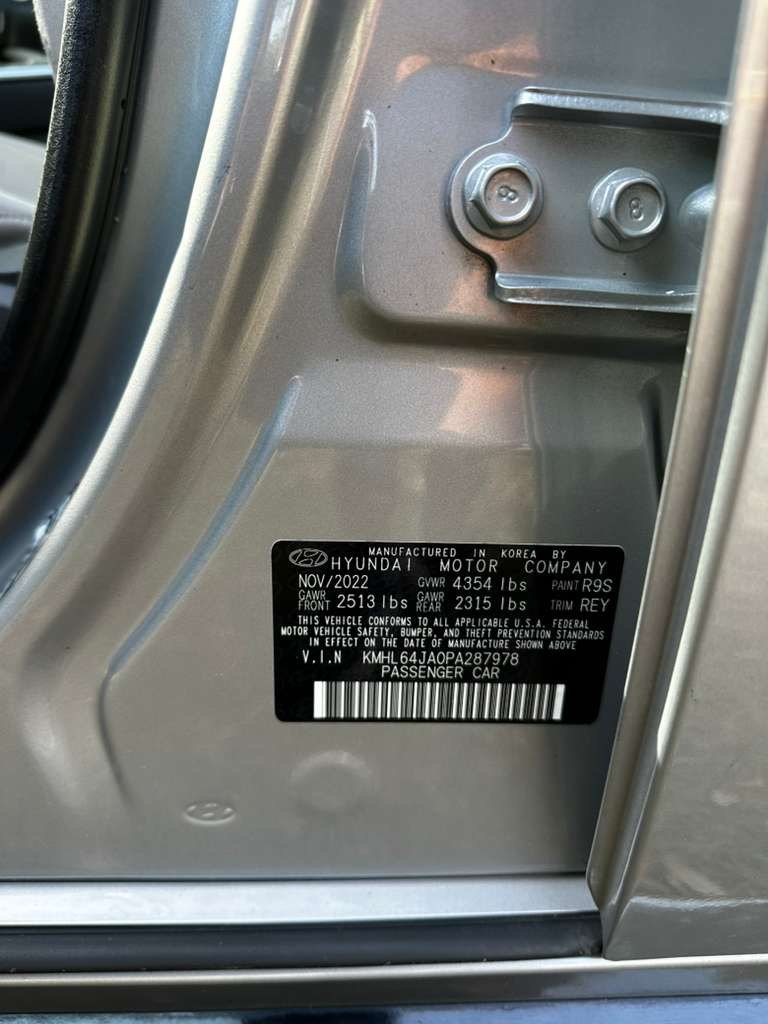 8
8
MANUFACTURED IN KOREA BY
HYUNDAI MOTOR COMPANY
NOV/2022 GVWR 4354 lbs PAINT R9S
GAWR FRONT 2513 lbs GAWR REAR 2315 lbs TRIM REY
THIS VEHICLE CONFORMS TO ALL APPLICABLE U.S.A. FEDERAL
MOTOR VEHICLE SAFETY, BUMPER, AND THEFT PREVENTION STANDARDS
IN EFFECT ON THE DATE OF MANUFACTURE SHOWN ABOVE.
V.I.N KMHL64JA0PA287978
PASSENGER CAR